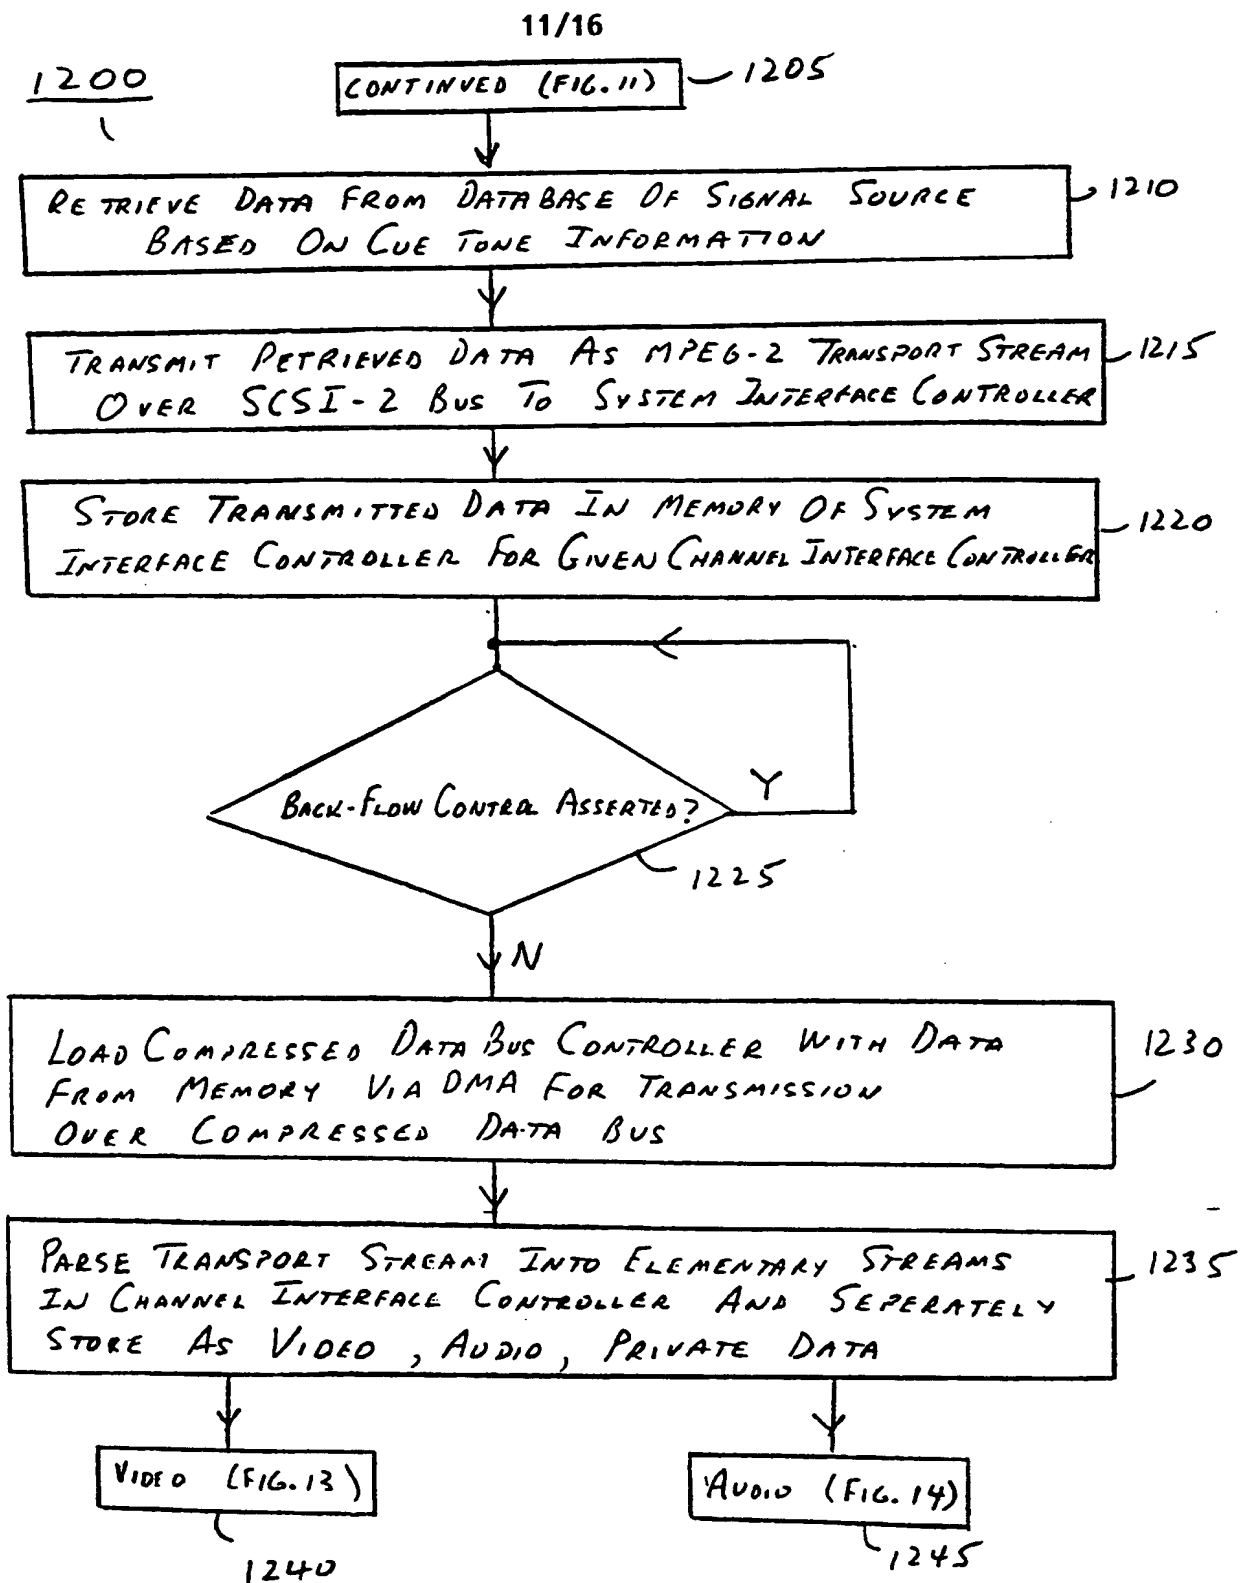 11/16
1200
CONTINUED (FIG. 11)
1205
RETRIEVE DATA FROM DATABASE OF SIGNAL SOURCE
BASED ON CUE TONE INFORMATION
1210
TRANSMIT RETRIEVED DATA AS MPEG-2 TRANSPORT STREAM
OVER SCSI-2 BUS TO SYSTEM INTERFACE CONTROLLER
1215
STORE TRANSMITTED DATA IN MEMORY OF SYSTEM
INTERFACE CONTROLLER FOR GIVEN CHANNEL INTERFACE CONTROLLER
1220
BACK-FLOW CONTROL ASSERTED?
Y
1225
N
LOAD COMPRESSED DATA BUS CONTROLLER WITH DATA
FROM MEMORY VIA DMA FOR TRANSMISSION
OVER COMPRESSED DATA BUS
1230
PARSE TRANSPORT STREAM INTO ELEMENTARY STREAMS
IN CHANNEL INTERFACE CONTROLLER AND SEPERATELY
STORE AS VIDEO, AUDIO, PRIVATE DATA
1235
VIDEO (FIG. 13)
AUDIO (FIG. 14)
1240
1245